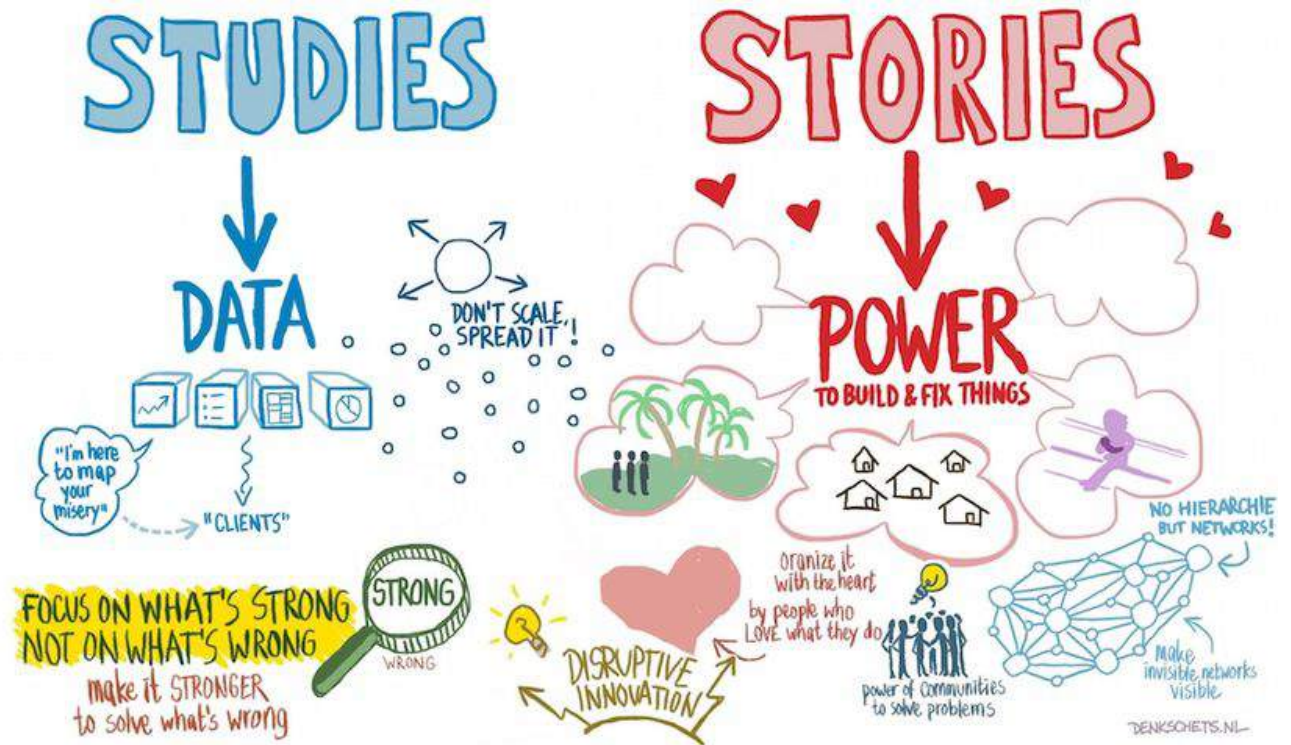 STUDIES
DATA
"I'm here
to map
your
misery"
"CLIENTS"
DON'T SCALE,
SPREAD IT"!
FOCUS ON WHAT'S STRONG
NOT ON WHAT'S WRONG
make it STRONGER
to solve what's wrong
STRONG
WRONG
STORIES
POWER
TO BUILD & FIX THINGS
DISRUPTIVE
INNOVATION
Oranize it
with the heart
by people who
LOVE what they do
power of Communities
to solve problems
NO HIERARCHIE
BUT NETWORKS!
make
invisible networks
visible
DENKSCHETS.NL